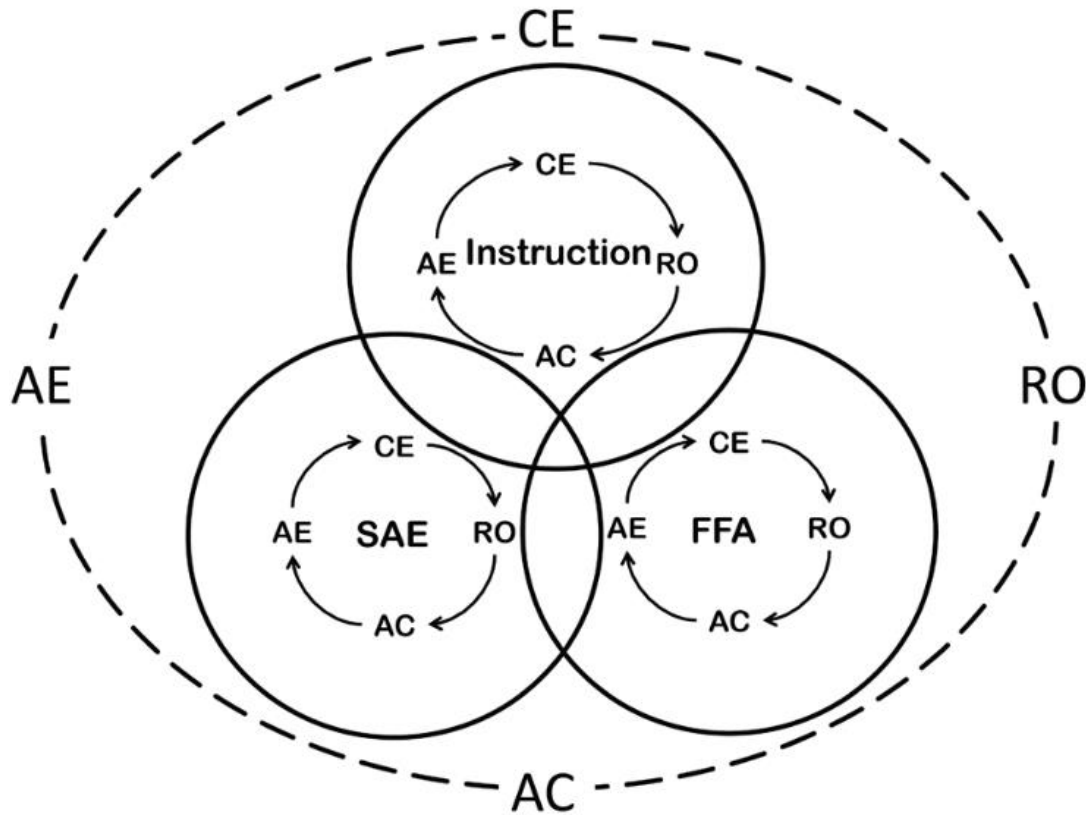 CE
CE
AE Instruction RO
AC
AE
RO
CE
AE SAE RO
AC
CE
AE FFA RO
AC
AC